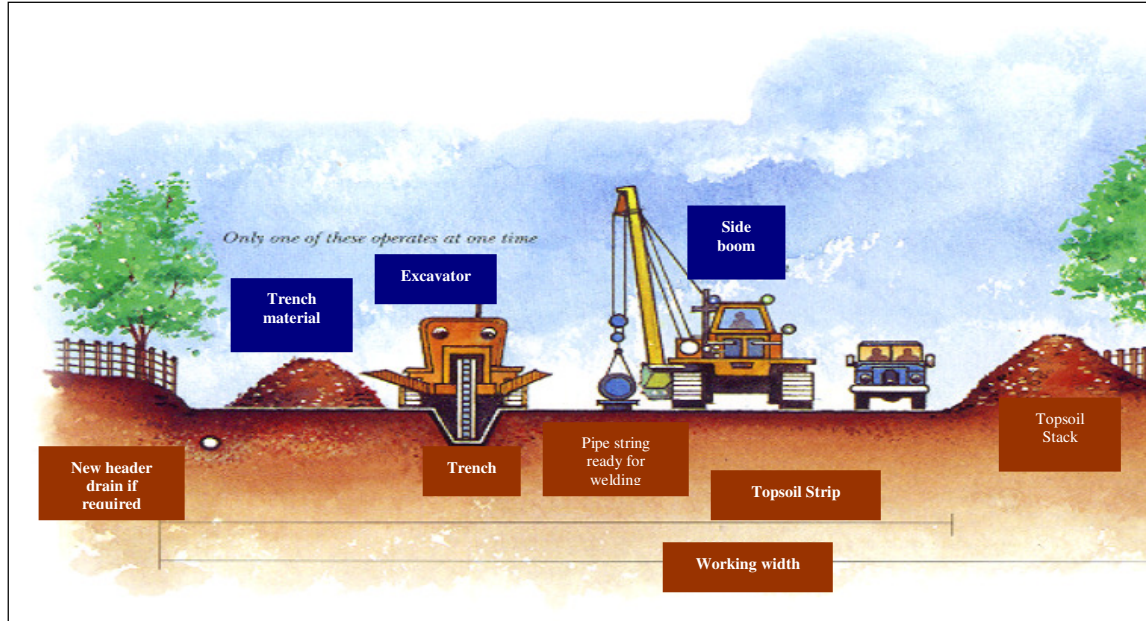 Only one of these operates at one time
Side
boom
Excavator
Trench
material
Topsoil
Stack
New header
drain if
required
Trench
Pipe string
ready for
welding
Topsoil Strip
Working width